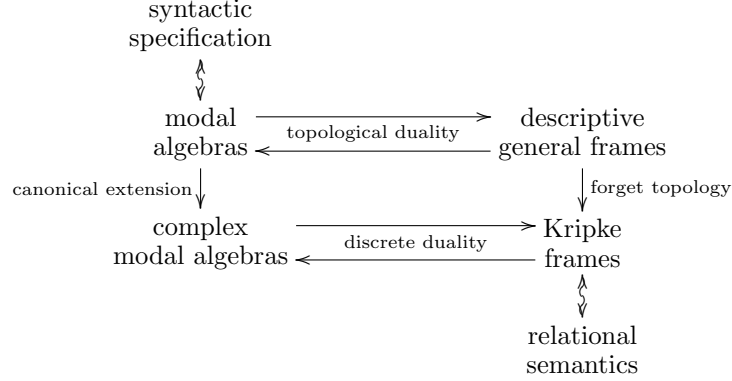 syntactic
specification
modal
algebras
topological duality
descriptive
general frames
canonical extension
forget topology
complex
modal algebras
discrete duality
Kripke
frames
relational
semantics